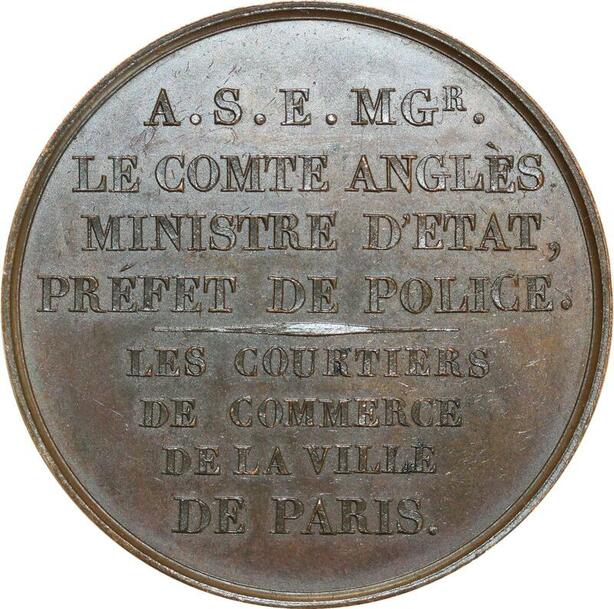 A.S.E.MGR.
LE COMTE ANGLÈS
MINISTRE D'ETAT,
PRÉFET DE POLICE.
LES COURTIERS
DE COMMERCE
DE LA VILLE
DE PARIS.